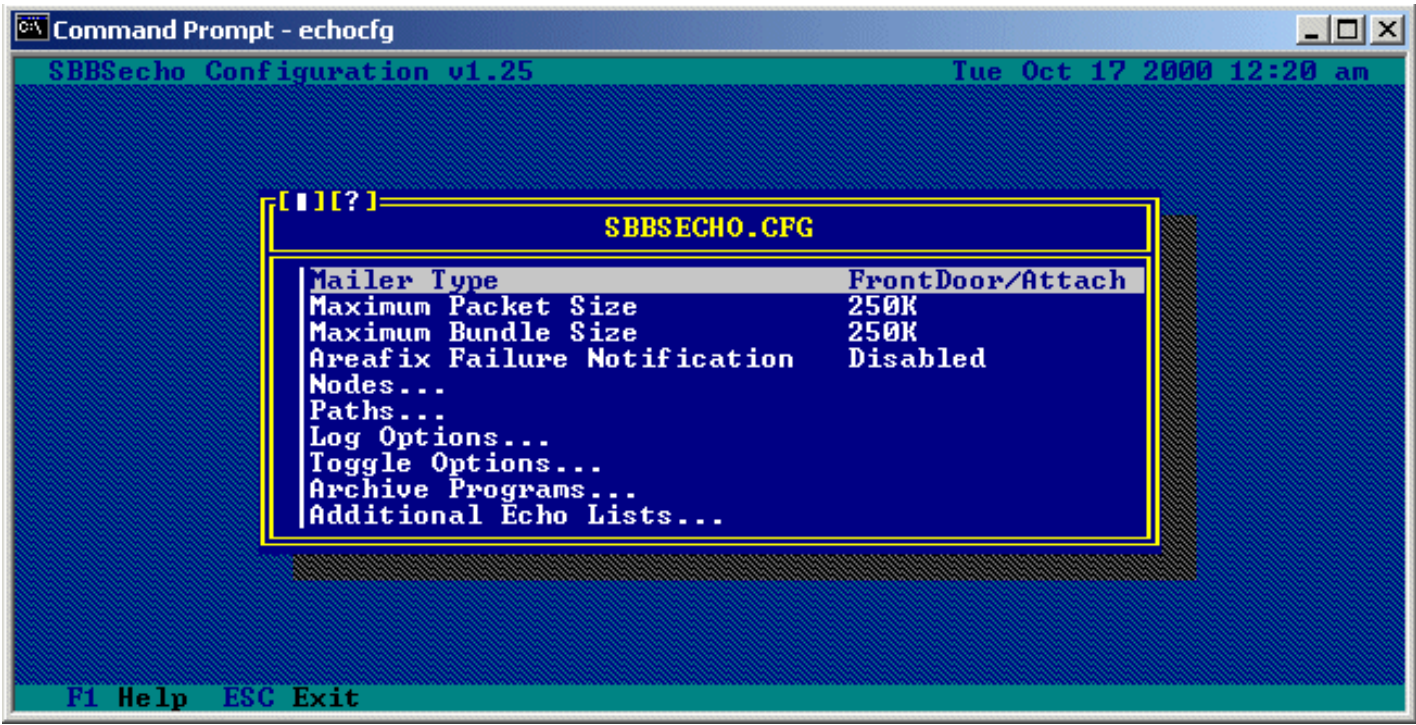 Command Prompt - echocfg
SBBSecho Configuration v1.25 Tue Oct 17 2000 12:20 am
[▮][?]
SBBSECHO.CFG
Mailer Type FrontDoor/Attach
Maximum Packet Size 250K
Maximum Bundle Size 250K
Areafix Failure Notification Disabled
Nodes...
Paths...
Log Options...
Toggle Options...
Archive Programs...
Additional Echo Lists...
F1 Help ESC Exit